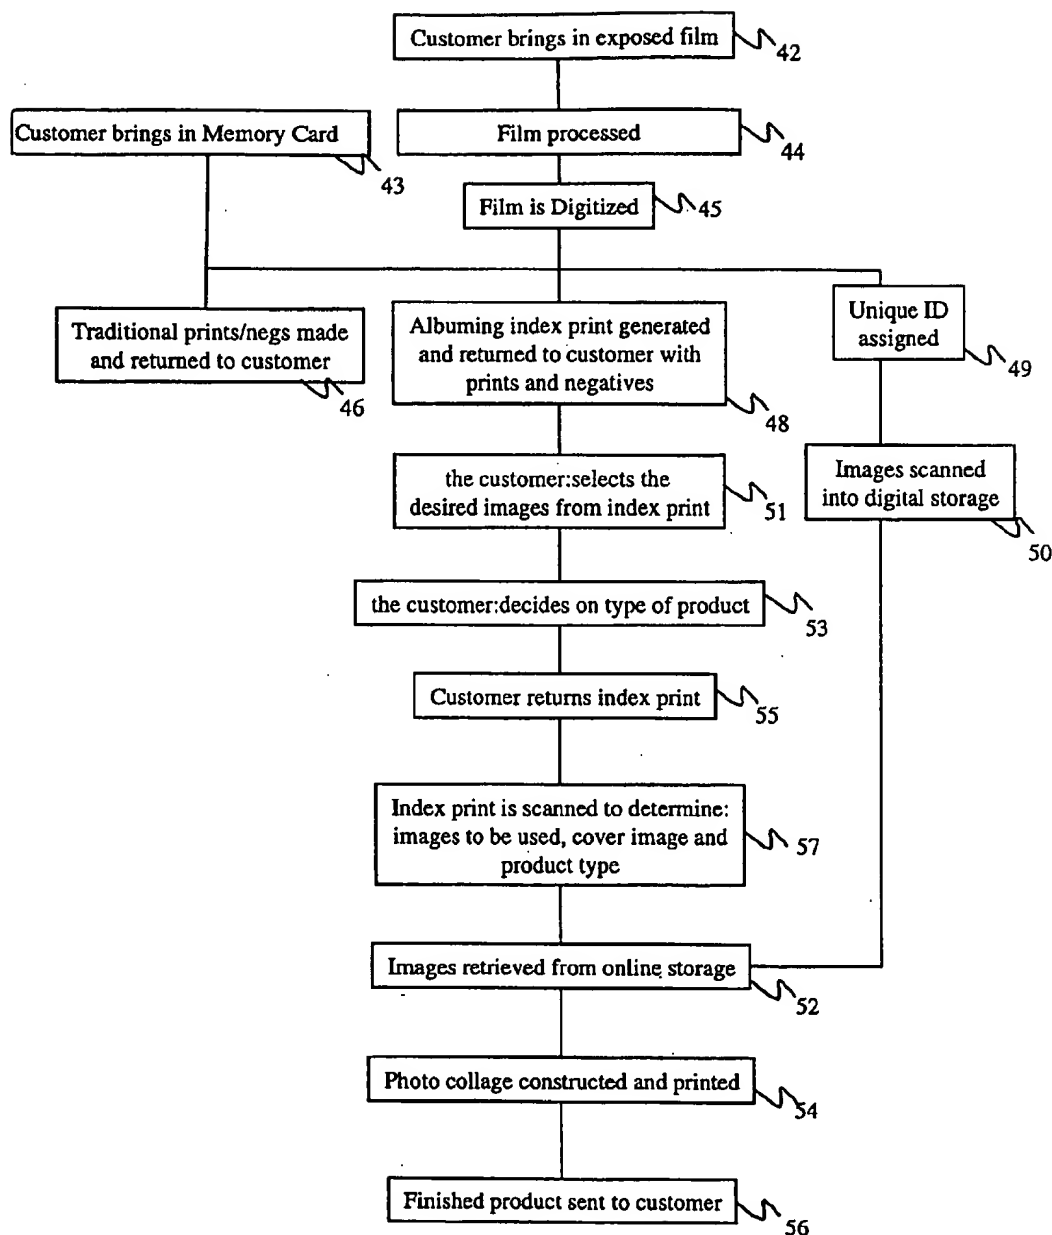 Customer brings in exposed film
42
Customer brings in Memory Card
43
Film processed
44
Film is Digitized
45
Traditional prints/negs made
and returned to customer
46
Albuming index print generated
and returned to customer with
prints and negatives
48
Unique ID
assigned
49
the customer:selects the
desired images from index print
51
Images scanned
into digital storage
50
the customer:decides on type of product
53
Customer returns index print
55
Index print is scanned to determine:
images to be used, cover image and
product type
57
Images retrieved from online storage
52
Photo collage constructed and printed
54
Finished product sent to customer
56